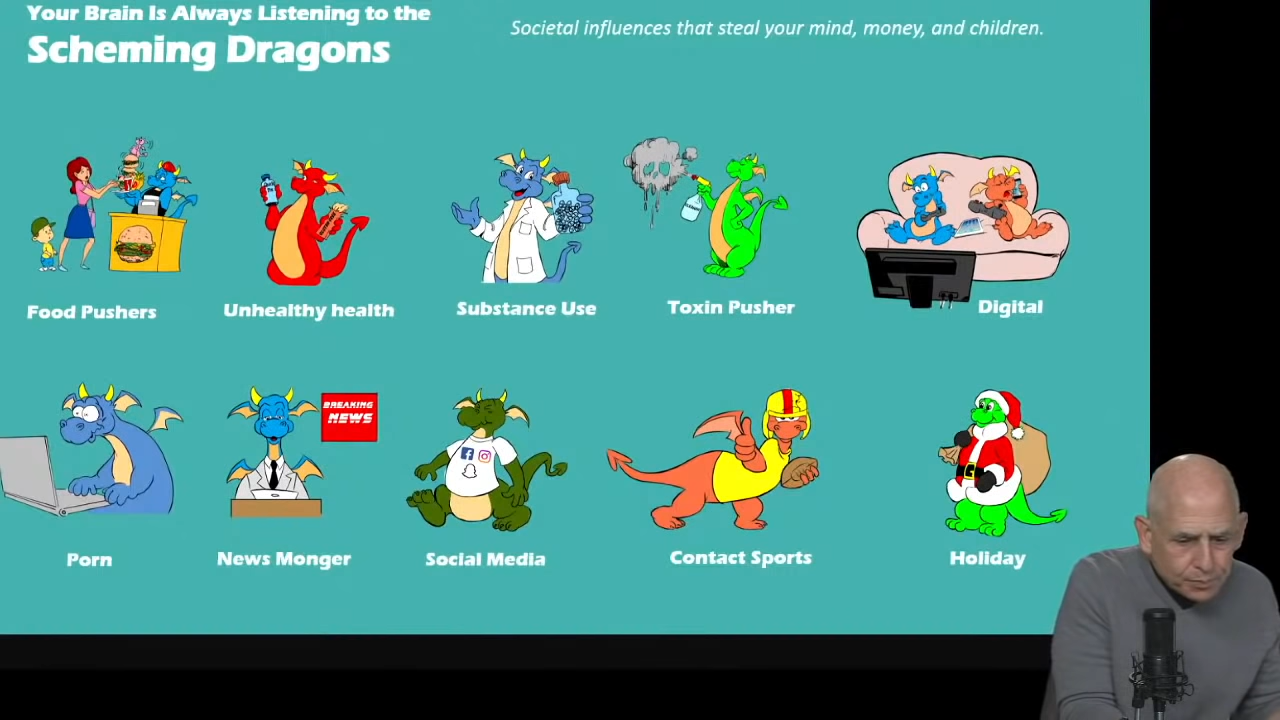 Your Brain Is Always Listening to the
Scheming Dragons
Societal influences that steal your mind, money, and children.
Food Pushers
Unhealthy health
Substance Use
Toxin Pusher
Digital
BREAKING
NEWS
Porn
News Monger
Social Media
Contact Sports
Holiday